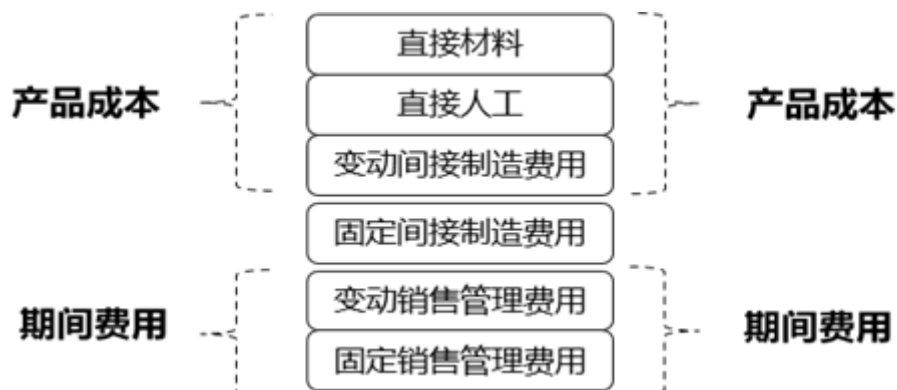 直接材料
产品成本
直接人工
产品成本
变动间接制造费用
固定间接制造费用
变动销售管理费用
期间费用
期间费用
固定销售管理费用